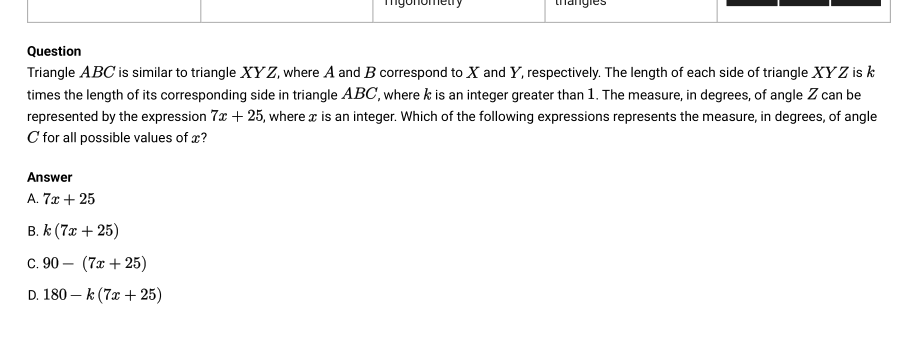 Trigonometry triangles
Question
Triangle ABC is similar to triangle XYZ, where A and B correspond to X and Y, respectively. The length of each side of triangle XYZ is k
times the length of its corresponding side in triangle ABC, where k is an integer greater than 1. The measure, in degrees, of angle Z can be
represented by the expression 7x + 25, where x is an integer. Which of the following expressions represents the measure, in degrees, of angle
C for all possible values of x?
Answer
A. 7x + 25
B. k (7x + 25)
C. 90 − (7x + 25)
D. 180 − k (7x + 25)